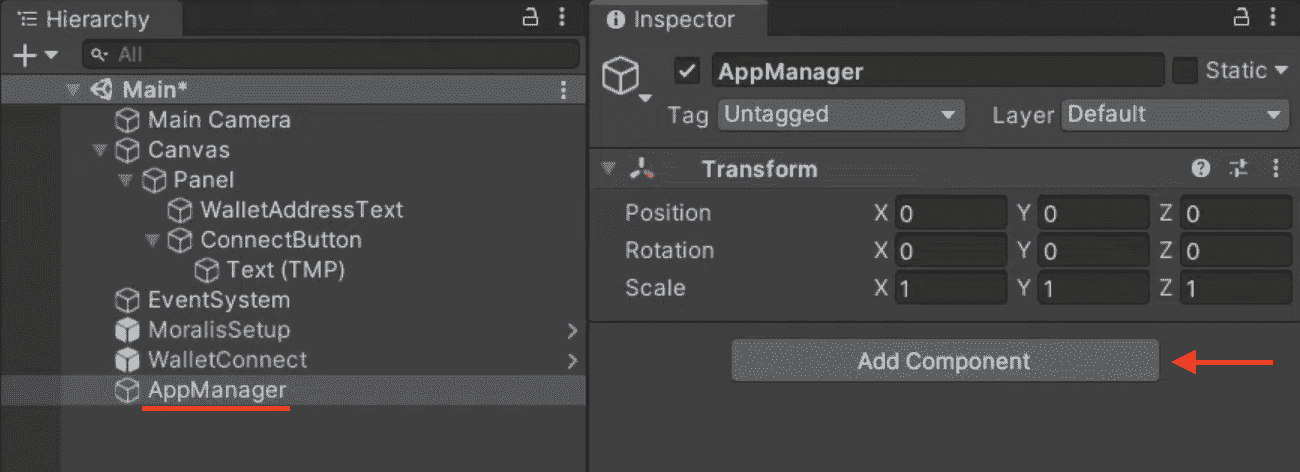 Hierarchy
All
Main*
Main Camera
Canvas
Panel
WalletAddressText
ConnectButton
Text (TMP)
EventSystem
MoralisSetup
WalletConnect
AppManager
Inspector
AppManager
Static
Tag Untagged Layer Default
Transform
Position X 0 Y 0 Z 0
Rotation X 0 Y 0 Z 0
Scale X 1 Y 1 Z 1
Add Component